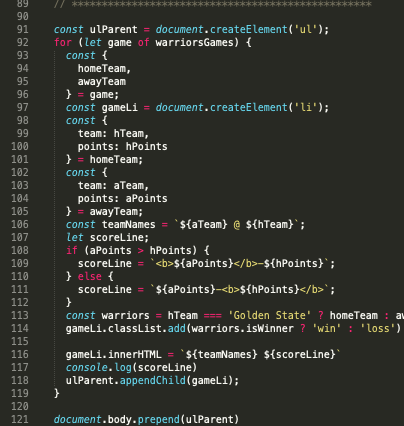 89 // **************************************************
90
91 const ulParent = document.createElement('ul');
92 for (let game of warriorsGames) {
93 const {
94 homeTeam,
95 awayTeam
96 } = game;
97 const gameLi = document.createElement('li');
98 const {
99 team: hTeam,
100 points: hPoints
101 } = homeTeam;
102 const {
103 team: aTeam,
104 points: aPoints
105 } = awayTeam;
106 const teamNames = `${aTeam} @ ${hTeam}`;
107 let scoreLine;
108 if (aPoints > hPoints) {
109 scoreLine = `<b>${aPoints}</b>-${hPoints}`;
110 } else {
111 scoreLine = `${aPoints}-<b>${hPoints}</b>`;
112 }
113 const warriors = hTeam === 'Golden State' ? homeTeam : aw
114 gameLi.classList.add(warriors.isWinner ? 'win' : 'loss')
115
116 gameLi.innerHTML = `${teamNames} ${scoreLine}`
117 console.log(scoreLine)
118 ulParent.appendChild(gameLi);
119 }
120
121 document.body.prepend(ulParent)